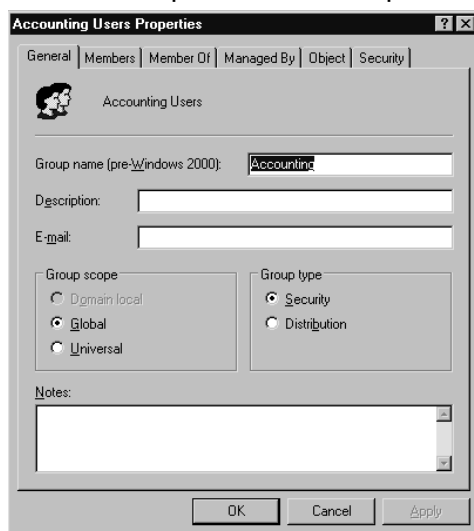 Accounting Users Properties
General Members Member Of Managed By Object Security
Accounting Users
Group name (pre-Windows 2000): Accounting
Description:
E-mail:
Group scope Group type
Domain local Security
Global Distribution
Universal
Notes:
OK Cancel Apply